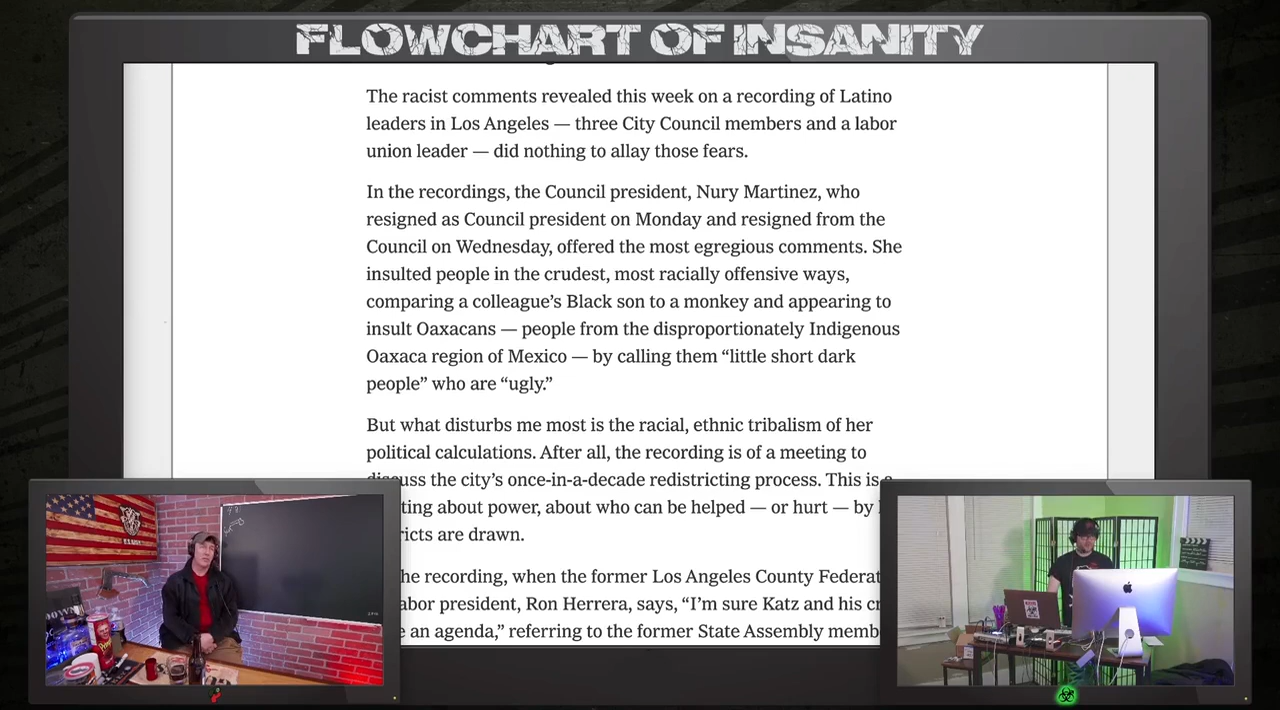 FLOWCHART OF INSANITY
The racist comments revealed this week on a recording of Latino
leaders in Los Angeles — three City Council members and a labor
union leader — did nothing to allay those fears.
In the recordings, the Council president, Nury Martinez, who
resigned as Council president on Monday and resigned from the
Council on Wednesday, offered the most egregious comments. She
insulted people in the crudest, most racially offensive ways,
comparing a colleague’s Black son to a monkey and appearing to
insult Oaxacans — people from the disproportionately Indigenous
Oaxaca region of Mexico — by calling them “little short dark
people” who are “ugly.”
But what disturbs me most is the racial, ethnic tribalism of her
political calculations. After all, the recording is of a meeting to
discuss the city’s once-in-a-decade redistricting process. This is a
ting about power, about who can be helped — or hurt — by
ricts are drawn.
he recording, when the former Los Angeles County Federat
abor president, Ron Herrera, says, “I’m sure Katz and his cr
e an agenda,” referring to the former State Assembly memb